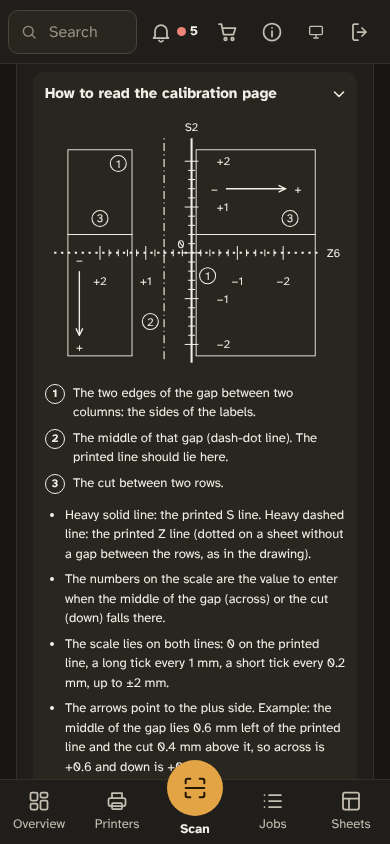 Search
5
How to read the calibration page
S2
1
+2
− +
3
+1
3
0
Z6
−
+2
+1
1
−1
−2
−1
2
+
−2
1 The two edges of the gap between two
columns: the sides of the labels.
2 The middle of that gap (dash-dot line). The
printed line should lie here.
3 The cut between two rows.
• Heavy solid line: the printed S line. Heavy dashed
line: the printed Z line (dotted on a sheet without
a gap between the rows, as in the drawing).
• The numbers on the scale are the value to enter
when the middle of the gap (across) or the cut
(down) falls there.
• The scale lies on both lines: 0 on the printed
line, a long tick every 1 mm, a short tick every 0.2
mm, up to ±2 mm.
• The arrows point to the plus side. Example: the
middle of the gap lies 0.6 mm left of the printed
line and the cut 0.4 mm above it, so across is
+0.6 and down is
Overview
Printers
Scan
Jobs
Sheets